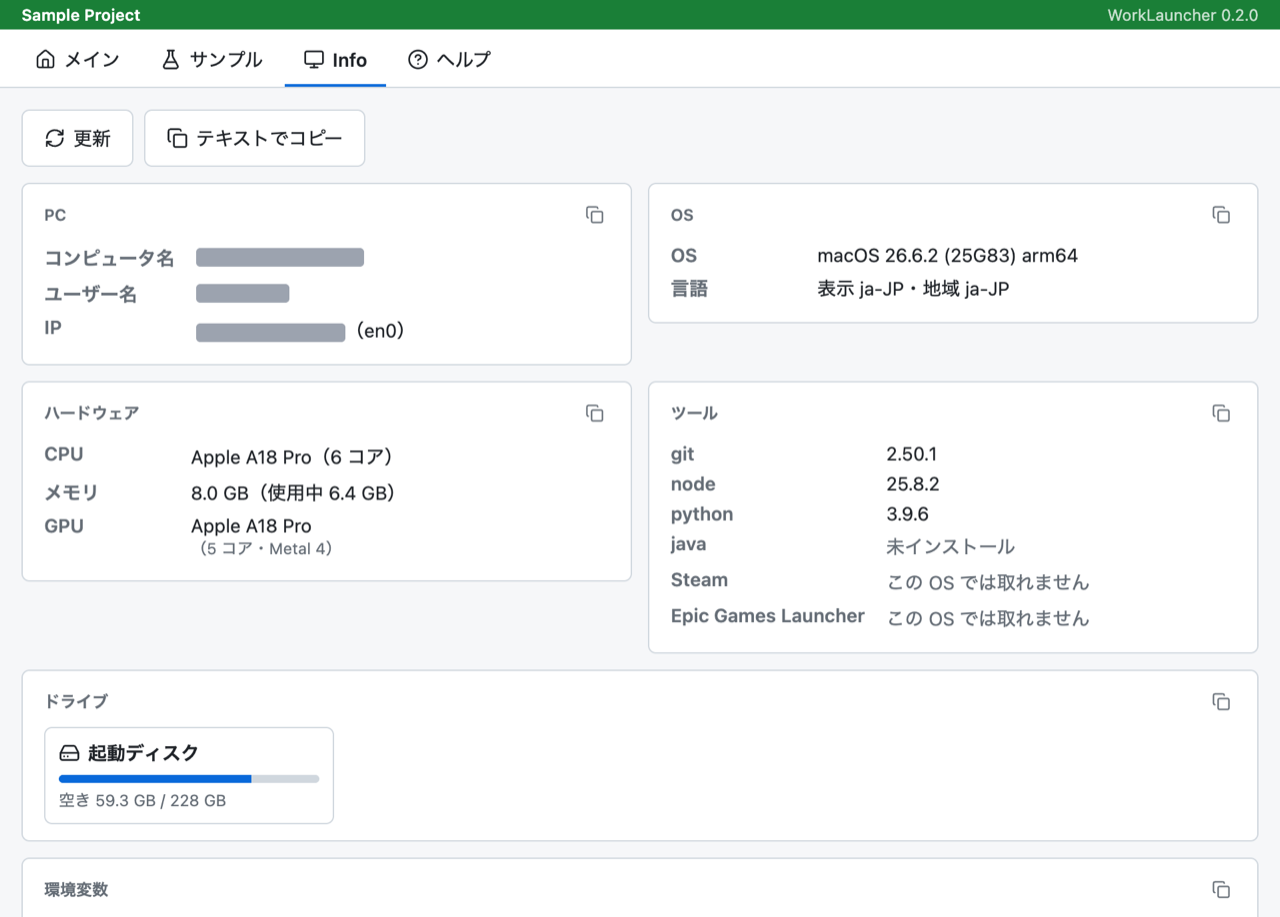 Sample Project
WorkLauncher 0.2.0
メイン
サンプル
Info
ヘルプ
更新
テキストでコピー
PC
コンピュータ名
ユーザー名
IP （en0）
OS
OS macOS 26.6.2 (25G83) arm64
言語 表示 ja-JP・地域 ja-JP
ハードウェア
CPU Apple A18 Pro（6 コア）
メモリ 8.0 GB（使用中 6.4 GB）
GPU Apple A18 Pro
（5 コア・Metal 4）
ツール
git 2.50.1
node 25.8.2
python 3.9.6
java 未インストール
Steam この OS では取れません
Epic Games Launcher この OS では取れません
ドライブ
起動ディスク
空き 59.3 GB / 228 GB
環境変数